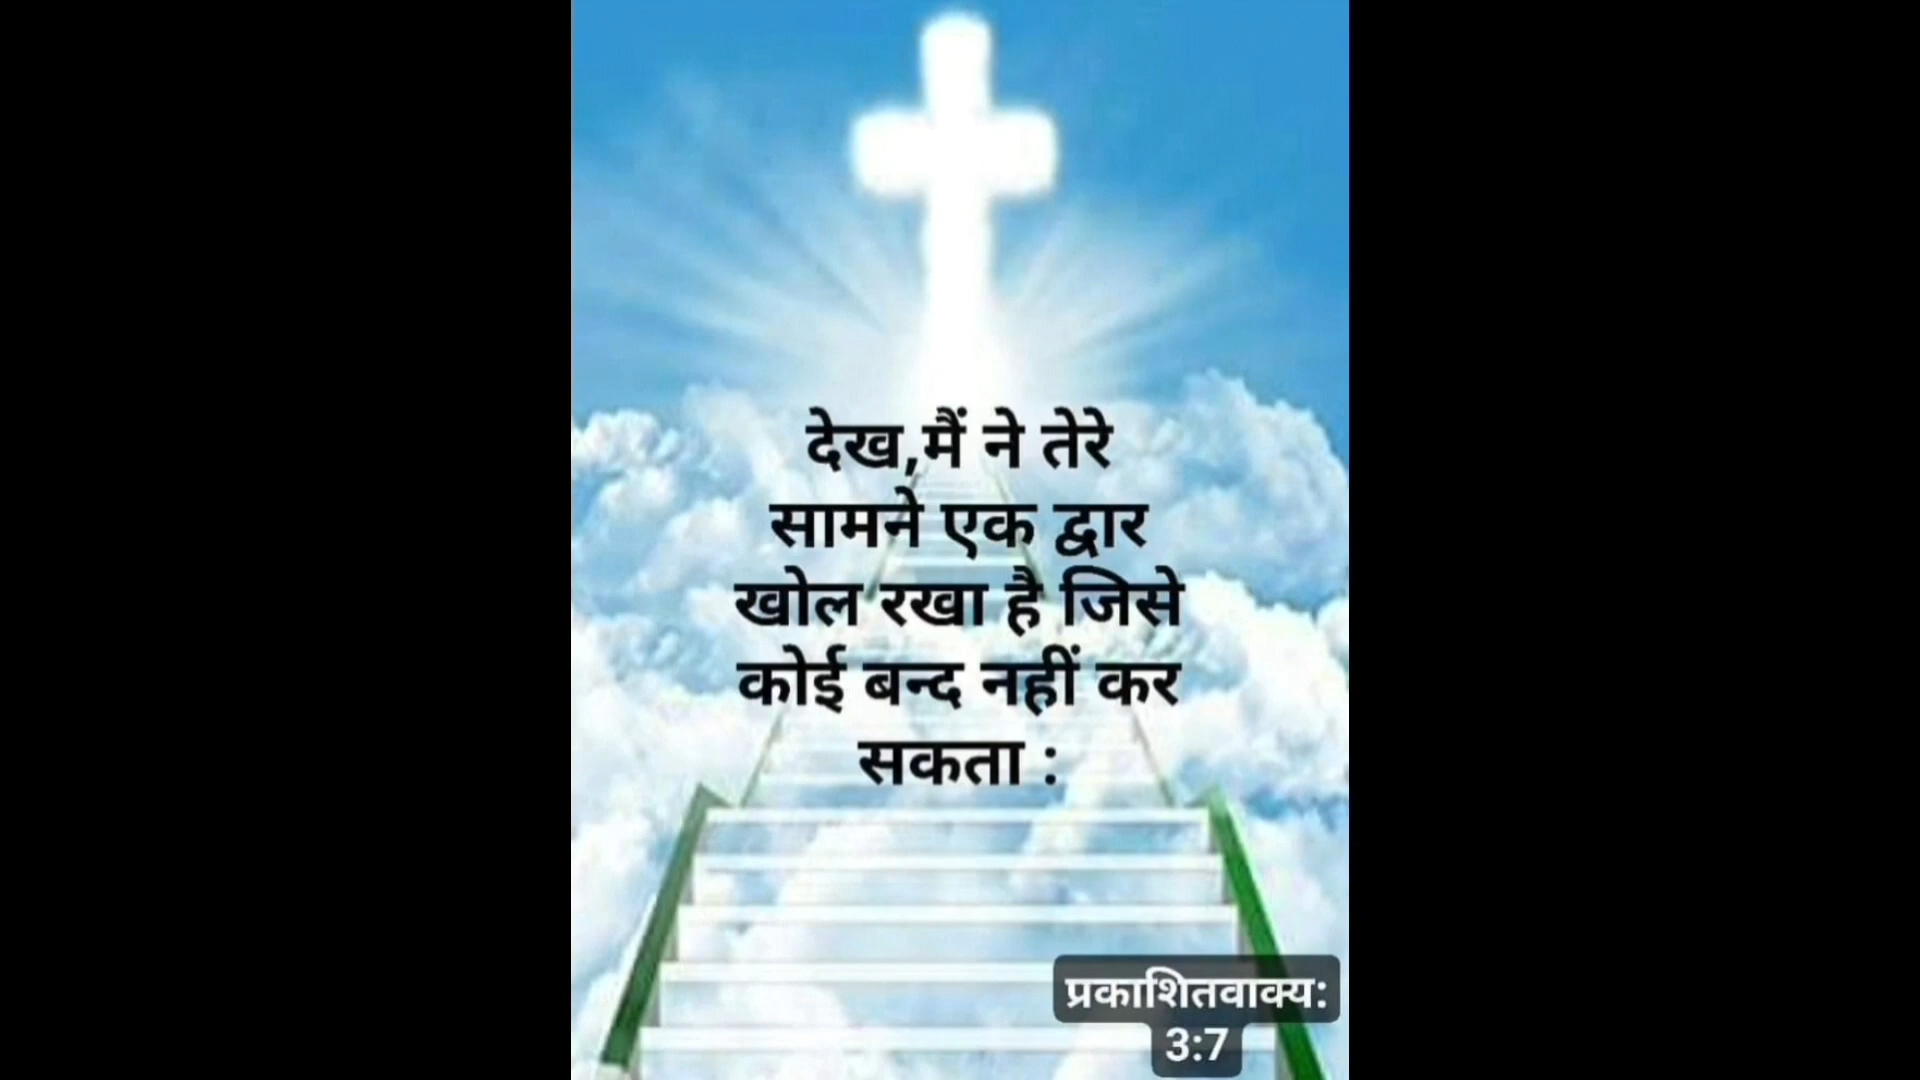 देख,मैं ने तेरे
सामने एक द्वार
खोल रखा है जिसे
कोई बन्द नहीं कर
सकता :
प्रकाशितवाक्य:
3:7